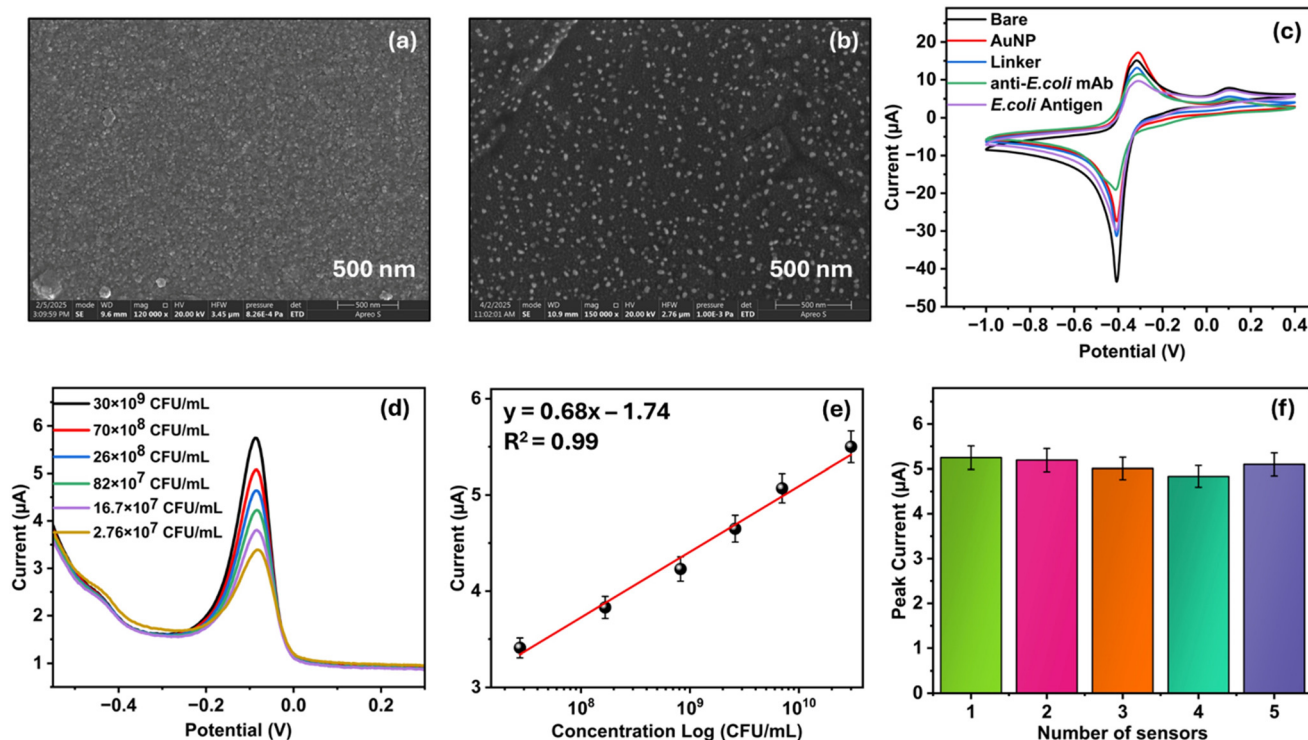 (a)
500 nm
2/5/2025 mode WD mag HV HFW pressure det 500 nm
3:09:59 PM SE 9.6 mm 120 000 x 20.00 kV 3.45 µm 8.26E-4 Pa ETD Apreo S
(b)
500 nm
4/2/2025 mode WD mag HV HFW pressure det 500 nm
11:02:01 AM SE 10.9 mm 150 000 x 20.00 kV 2.76 µm 1.00E-3 Pa ETD Apreo S
(c)
Bare
AuNP
Linker
anti-E.coli mAb
E.coli Antigen
20
10
0
−10
−20
−30
−40
−50
Current (µA)
−1.0 −0.8 −0.6 −0.4 −0.2 0.0 0.2 0.4
Potential (V)
(d)
30×10⁹ CFU/mL
70×10⁸ CFU/mL
26×10⁸ CFU/mL
82×10⁷ CFU/mL
16.7×10⁷ CFU/mL
2.76×10⁷ CFU/mL
6
5
4
3
2
1
Current (µA)
−0.4 −0.2 0.0 0.2
Potential (V)
(e)
y = 0.68x − 1.74
R² = 0.99
6
5
4
3
Current (µA)
10⁸ 10⁹ 10¹⁰
Concentration Log (CFU/mL)
(f)
6
5
4
3
2
1
0
Peak Current (µA)
1 2 3 4 5
Number of sensors